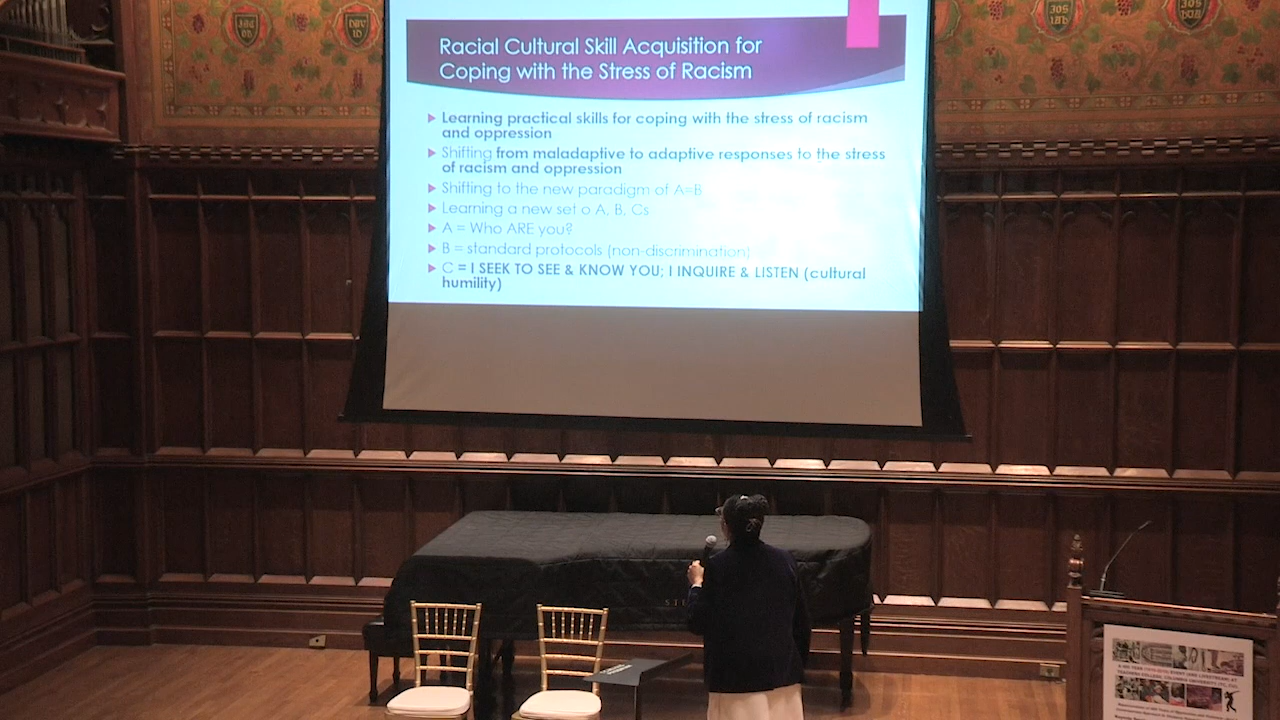 Racial Cultural Skill Acquisition for
Coping with the Stress of Racism
Learning practical skills for coping with the stress of racism
and oppression
Shifting from maladaptive to adaptive responses to the stress
of racism and oppression
Shifting to the new paradigm of A=B
Learning a new set o A, B, Cs
A = Who ARE you?
B = standard protocols (non-discrimination)
C = I SEEK TO SEE & KNOW YOU; I INQUIRE & LISTEN (cultural
humility)